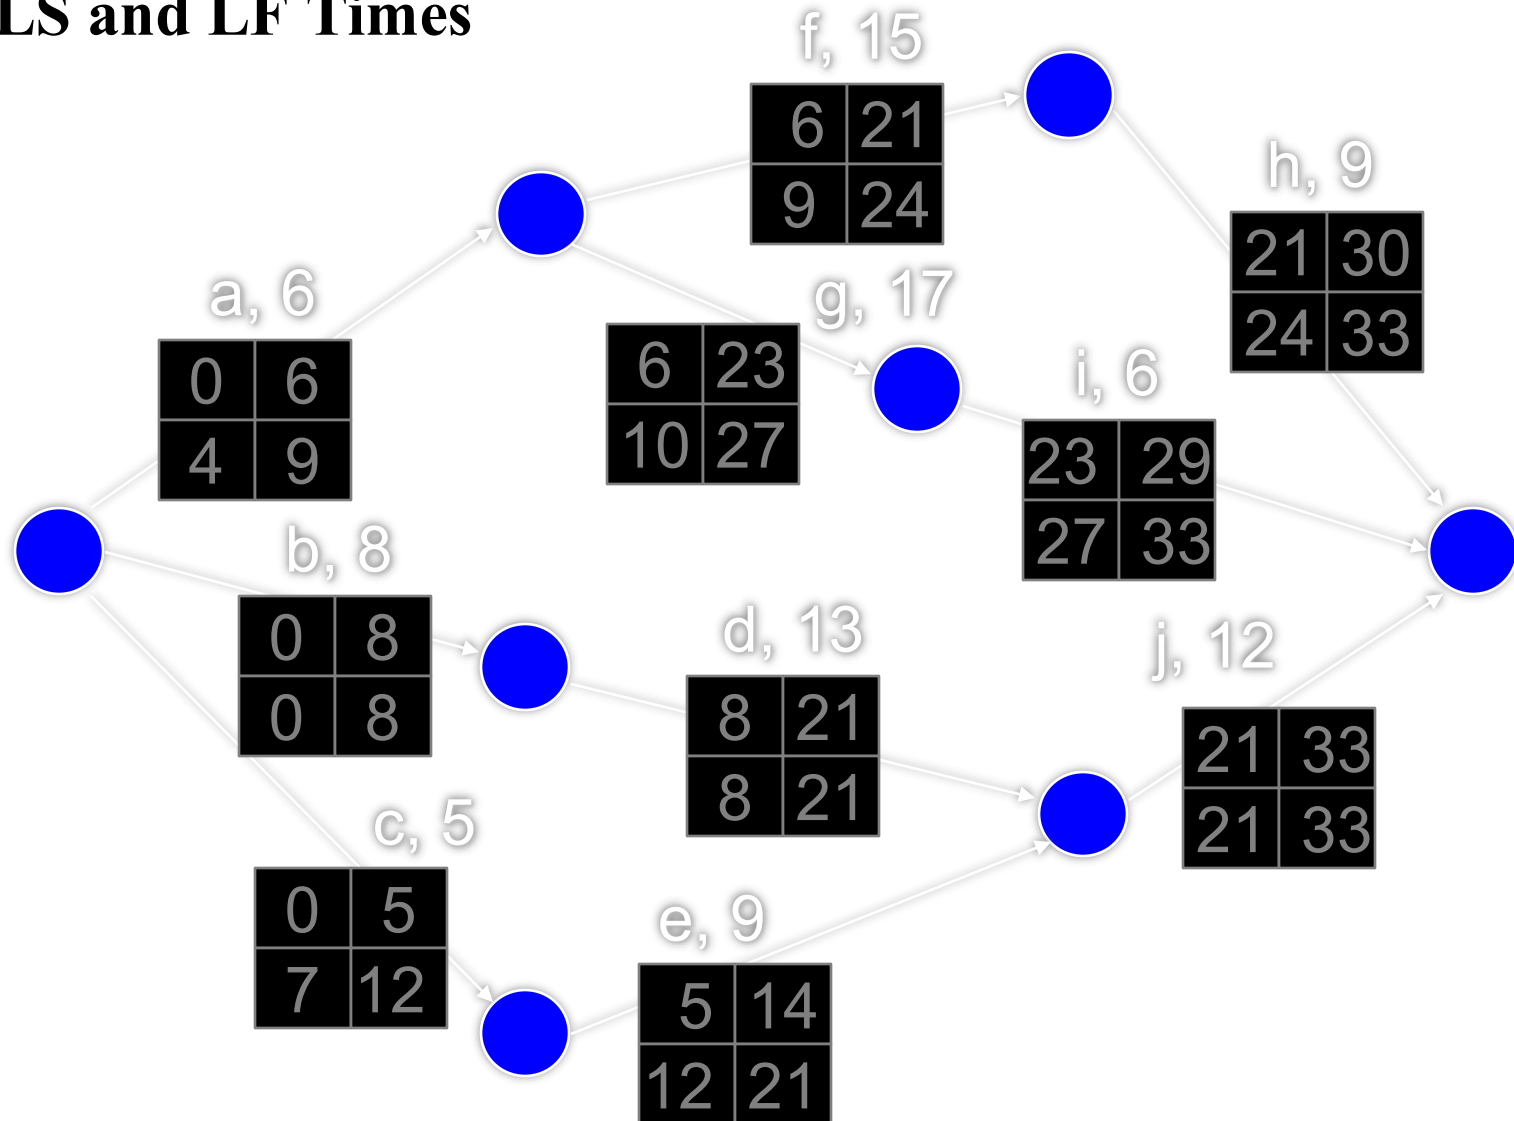 LS and LF Times
f, 15
6 21
9 24
h, 9
21 30
24 33
a, 6
0 6
4 9
g, 17
6 23
10 27
i, 6
23 29
27 33
b, 8
0 8
0 8
d, 13
8 21
8 21
j, 12
21 33
21 33
c, 5
0 5
7 12
e, 9
5 14
12 21